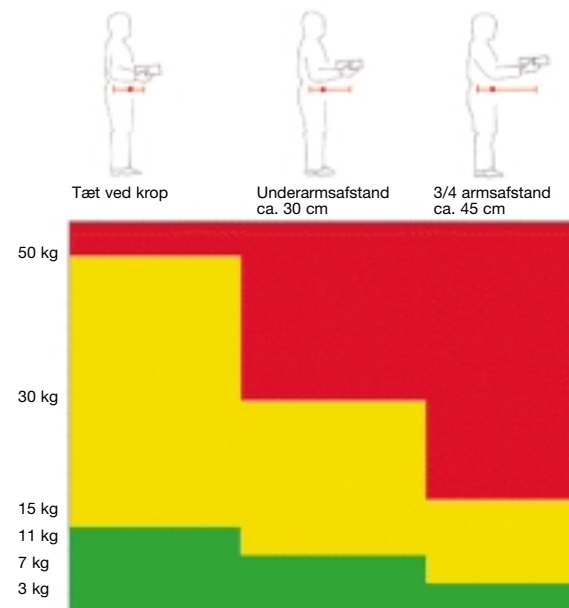 Tæt ved krop
Underarmsafstand
ca. 30 cm
3/4 armsafstand
ca. 45 cm
50 kg
30 kg
15 kg
11 kg
7 kg
3 kg